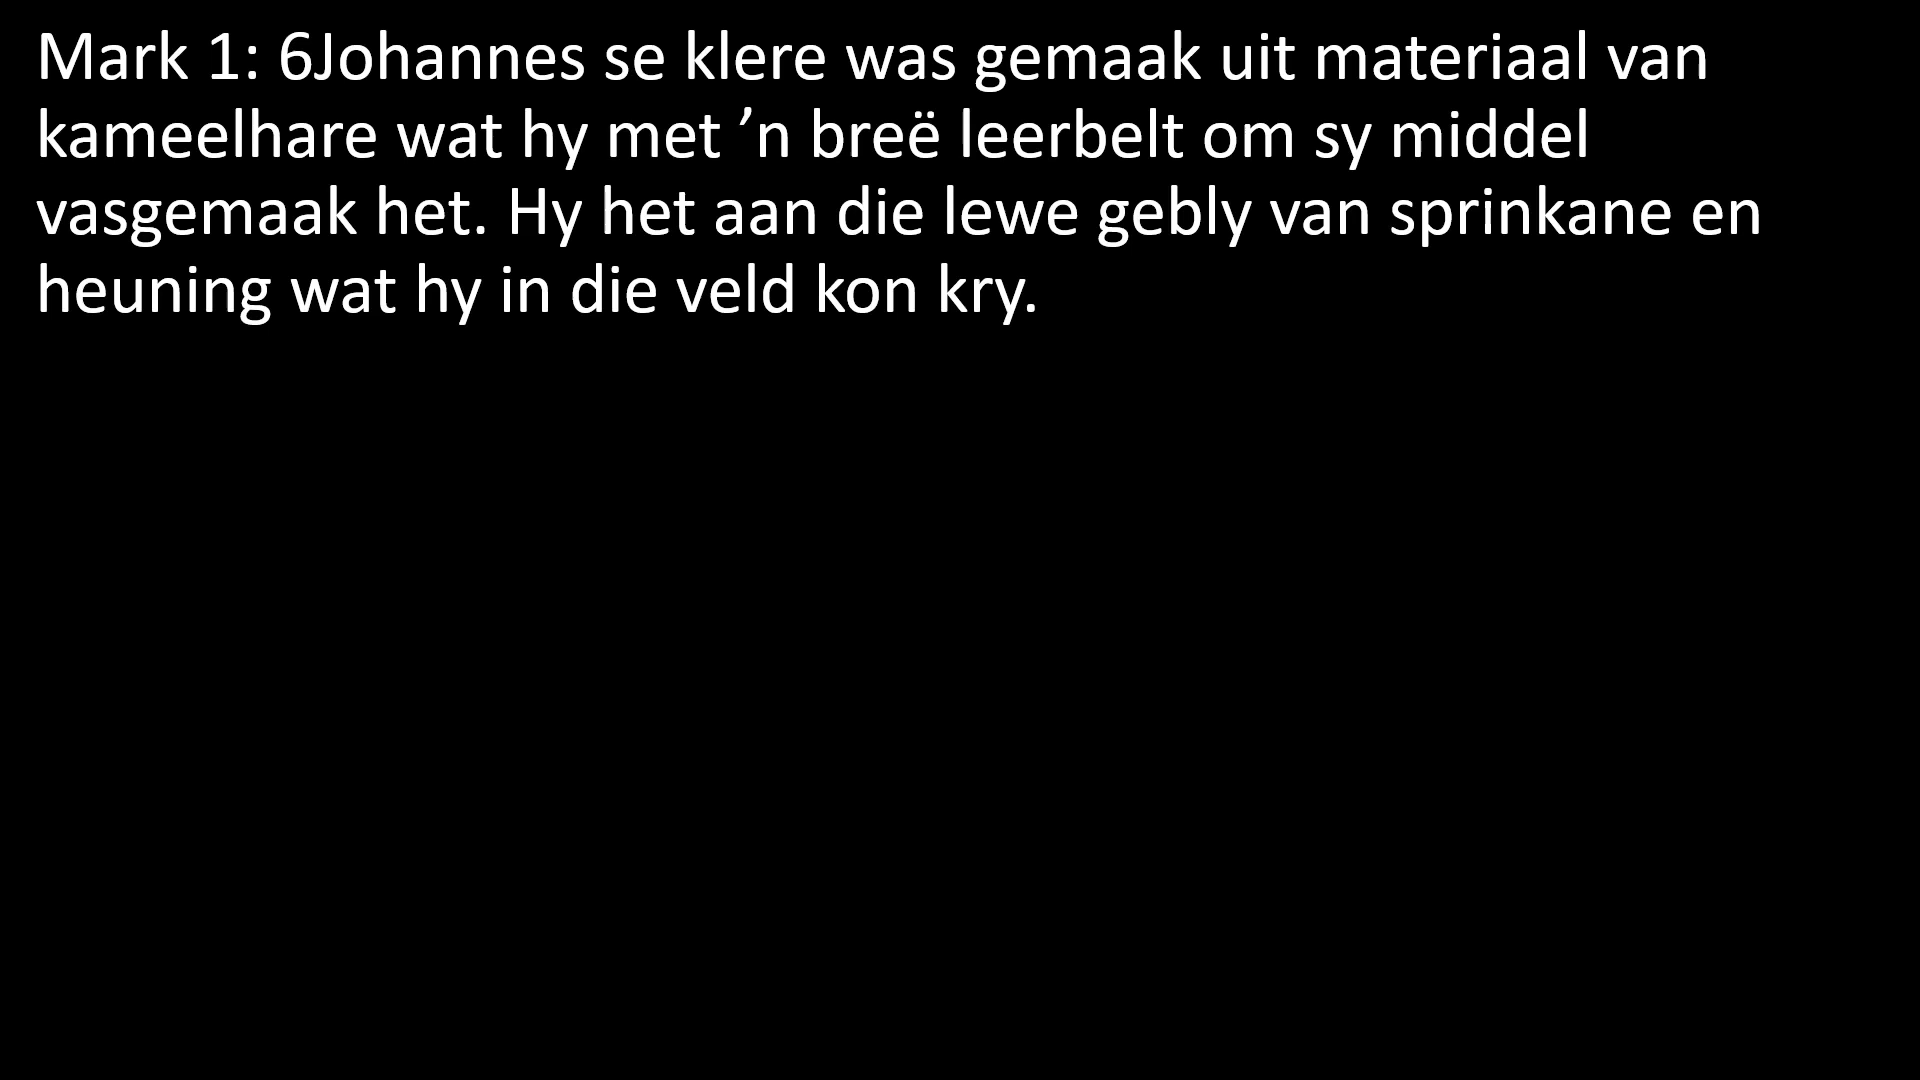 Mark 1: 6Johannes se klere was gemaak uit materiaal van
kameelhare wat hy met ’n breë leerbelt om sy middel
vasgemaak het. Hy het aan die lewe gebly van sprinkane en
heuning wat hy in die veld kon kry.